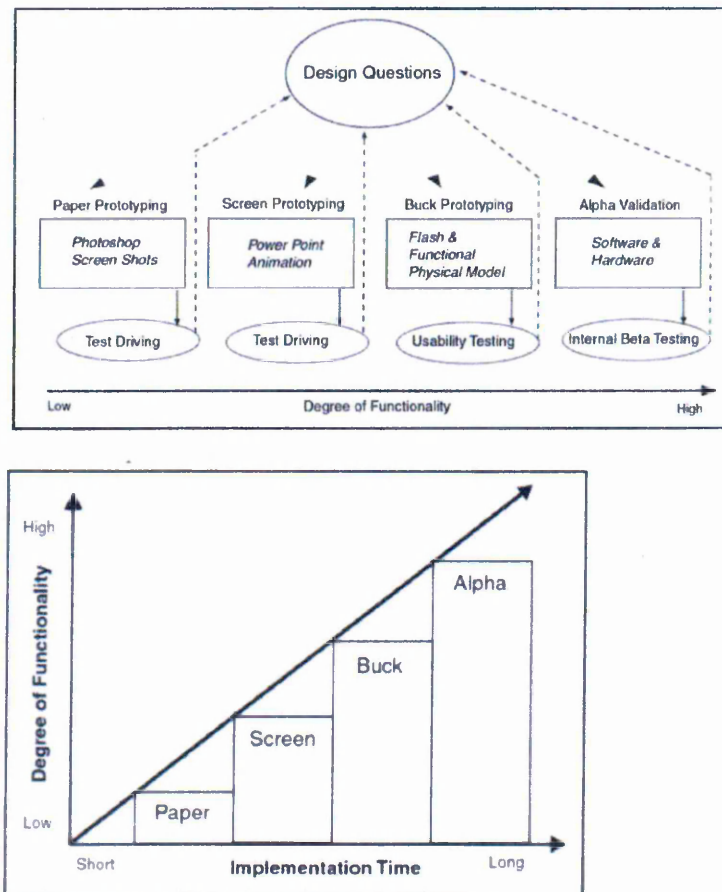 Design Questions
Paper Prototyping
Screen Prototyping
Buck Prototyping
Alpha Validation
Photoshop
Screen Shots
Power Point
Animation
Flash &
Functional
Physical Model
Software &
Hardware
Test Driving
Test Driving
Usability Testing
Internal Beta Testing
Low
Degree of Functionality
High
High
Degree of Functionality
Low
Alpha
Buck
Screen
Paper
Short
Implementation Time
Long